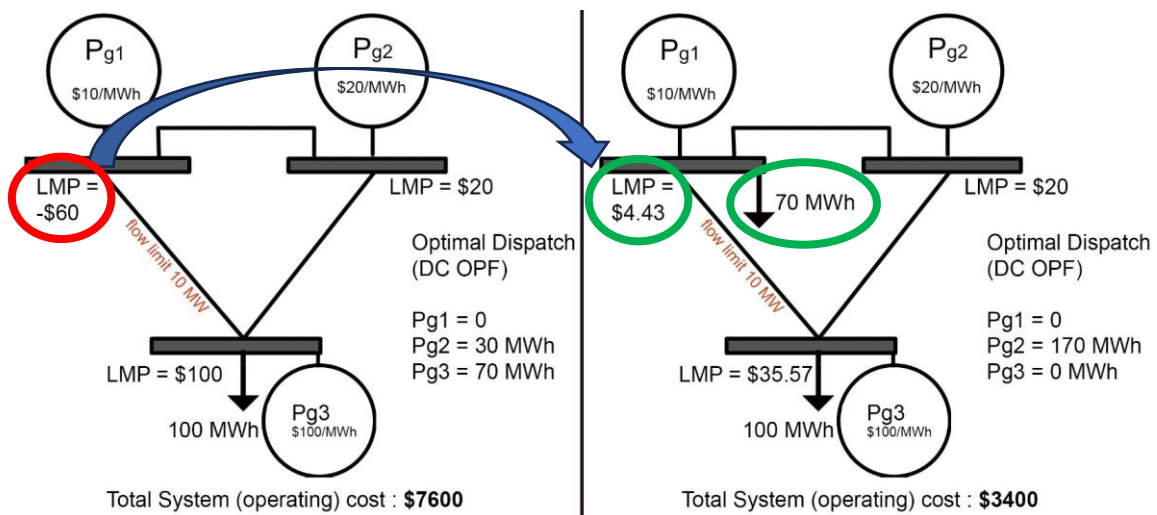 Pg1
$10/MWh
Pg2
$20/MWh
LMP =
-$60
LMP = $20
flow limit 10 MW
Optimal Dispatch
(DC OPF)
Pg1 = 0
Pg2 = 30 MWh
Pg3 = 70 MWh
LMP = $100
100 MWh
Pg3
$100/MWh
Total System (operating) cost : $7600
Pg1
$10/MWh
Pg2
$20/MWh
LMP =
$4.43
70 MWh
LMP = $20
flow limit 10 MW
Optimal Dispatch
(DC OPF)
Pg1 = 0
Pg2 = 170 MWh
Pg3 = 0 MWh
LMP = $35.57
100 MWh
Pg3
$100/MWh
Total System (operating) cost : $3400